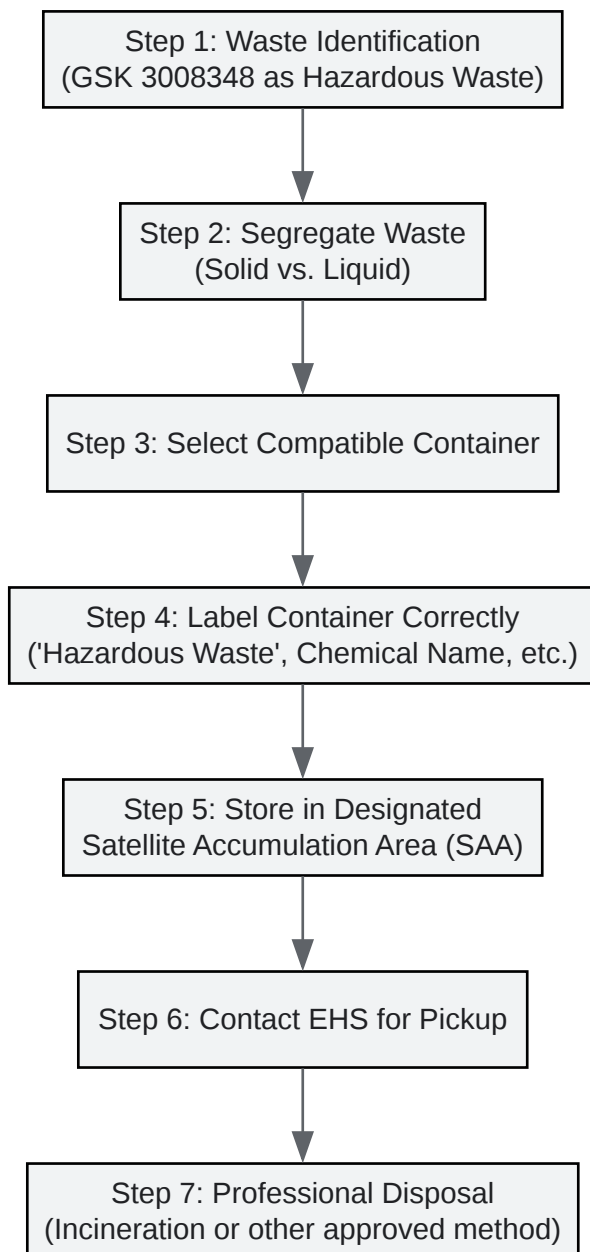 Step 1: Waste Identification
(GSK 3008348 as Hazardous Waste)
Step 2: Segregate Waste
(Solid vs. Liquid)
Step 3: Select Compatible Container
Step 4: Label Container Correctly
('Hazardous Waste', Chemical Name, etc.)
Step 5: Store in Designated
Satellite Accumulation Area (SAA)
Step 6: Contact EHS for Pickup
Step 7: Professional Disposal
(Incineration or other approved method)